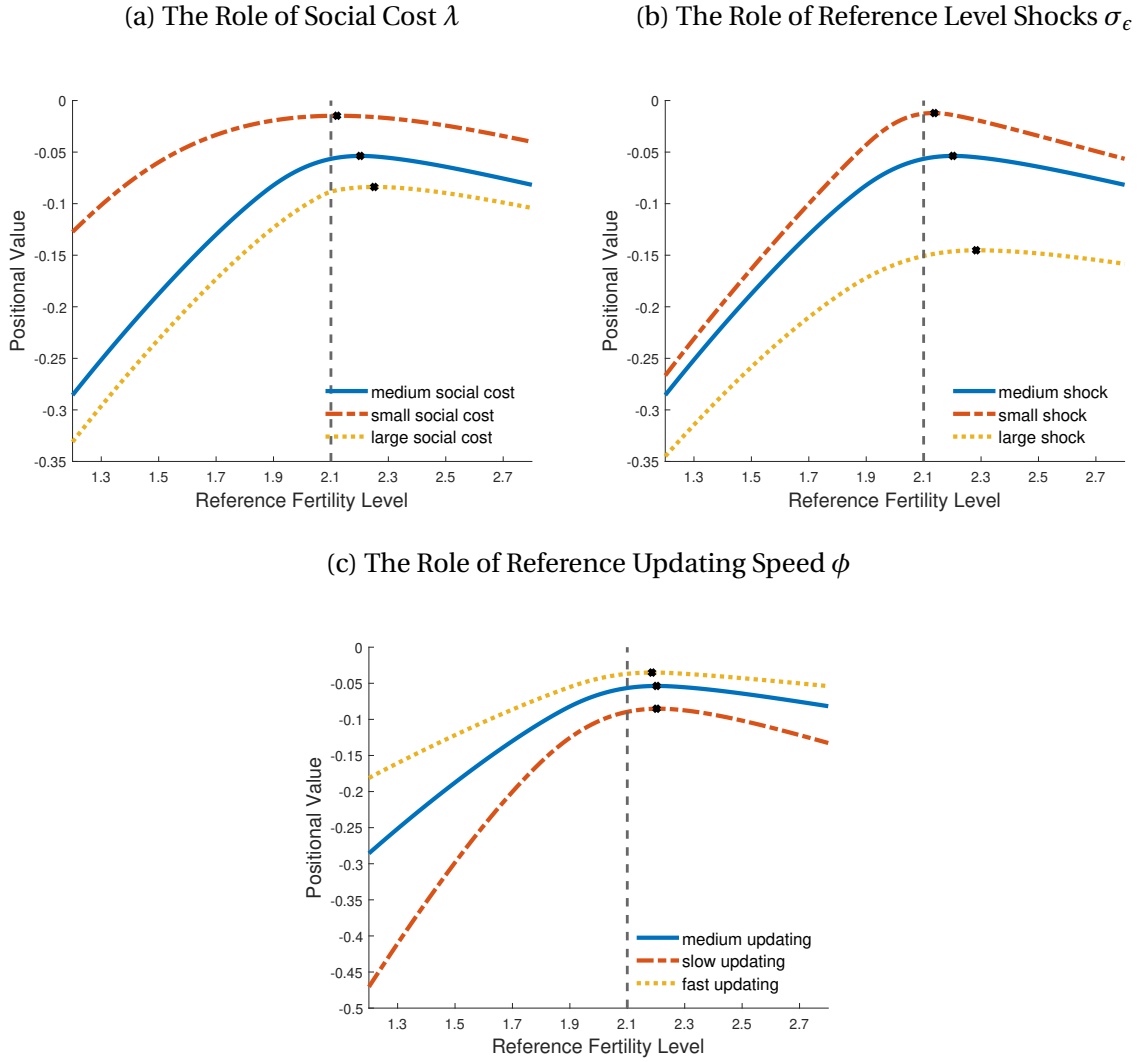 (a) The Role of Social Cost λ
0
-0.05
-0.1
-0.15
-0.2
-0.25
-0.3
-0.35
Positional Value
medium social cost
small social cost
large social cost
1.3 1.5 1.7 1.9 2.1 2.3 2.5 2.7
Reference Fertility Level
(b) The Role of Reference Level Shocks σϵ
0
-0.05
-0.1
-0.15
-0.2
-0.25
-0.3
-0.35
Positional Value
medium shock
small shock
large shock
1.3 1.5 1.7 1.9 2.1 2.3 2.5 2.7
Reference Fertility Level
(c) The Role of Reference Updating Speed ϕ
0
-0.05
-0.1
-0.15
-0.2
-0.25
-0.3
-0.35
-0.4
-0.45
-0.5
Positional Value
medium updating
slow updating
fast updating
1.3 1.5 1.7 1.9 2.1 2.3 2.5 2.7
Reference Fertility Level